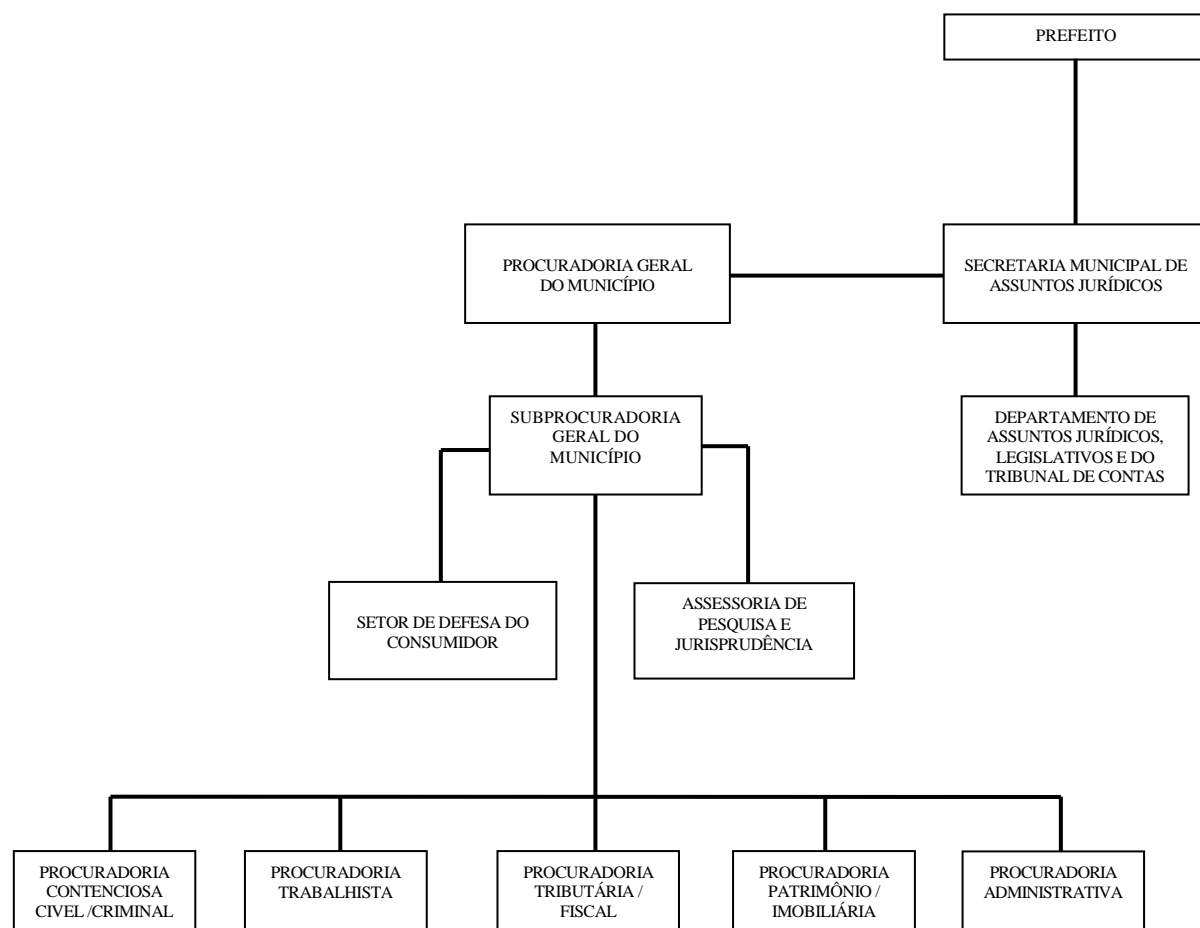 PREFEITO
PROCURADORIA GERAL
DO MUNICÍPIO
SECRETARIA MUNICIPAL DE
ASSUNTOS JURÍDICOS
SUBPROCURADORIA
GERAL DO
MUNICÍPIO
DEPARTAMENTO DE
ASSUNTOS JURÍDICOS,
LEGISLATIVOS E DO
TRIBUNAL DE CONTAS
SETOR DE DEFESA DO
CONSUMIDOR
ASSESSORIA DE
PESQUISA E
JURISPRUDÊNCIA
PROCURADORIA
CONTENCIOSA
CIVEL /CRIMINAL
PROCURADORIA
TRABALHISTA
PROCURADORIA
TRIBUTÁRIA /
FISCAL
PROCURADORIA
PATRIMÔNIO /
IMOBILIÁRIA
PROCURADORIA
ADMINISTRATIVA